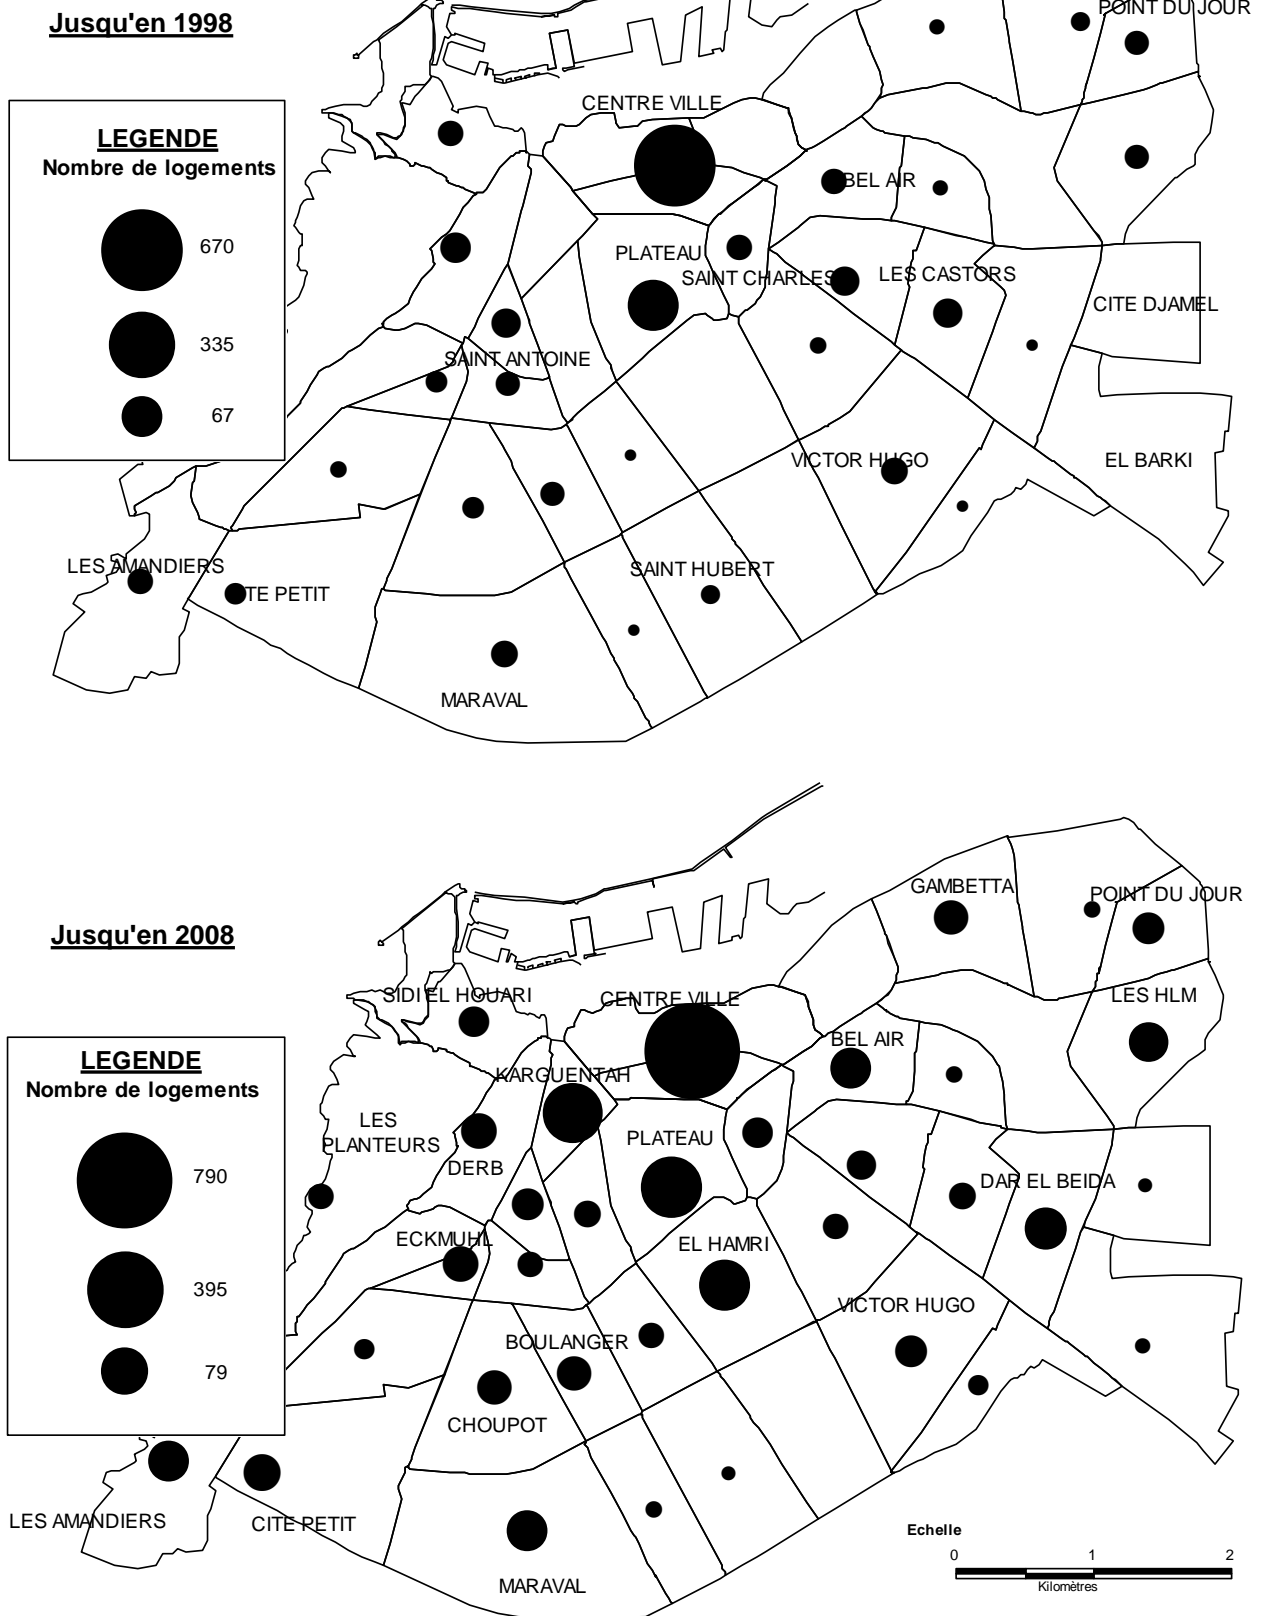 Jusqu'en 1998
POINT DU JOUR
CENTRE VILLE
LEGENDE
Nombre de logements
670
335
67
BEL AIR
PLATEAU
SAINT CHARLES
LES CASTORS
CITE DJAMEL
SAINT ANTOINE
VICTOR HUGO
EL BARKI
LES AMANDIERS
TE PETIT
SAINT HUBERT
MARAVAL
Jusqu'en 2008
GAMBETTA
POINT DU JOUR
SIDI EL HOUARI
CENTRE VILLE
LES HLM
LEGENDE
Nombre de logements
790
395
79
BEL AIR
KARGUENTAH
LES
PLANTEURS
PLATEAU
DERB
DAR EL BEIDA
ECKMUHL
EL HAMRI
VICTOR HUGO
BOULANGER
CHOUPOT
LES AMANDIERS
CITE PETIT
MARAVAL
Echelle
0 1 2
Kilomètres